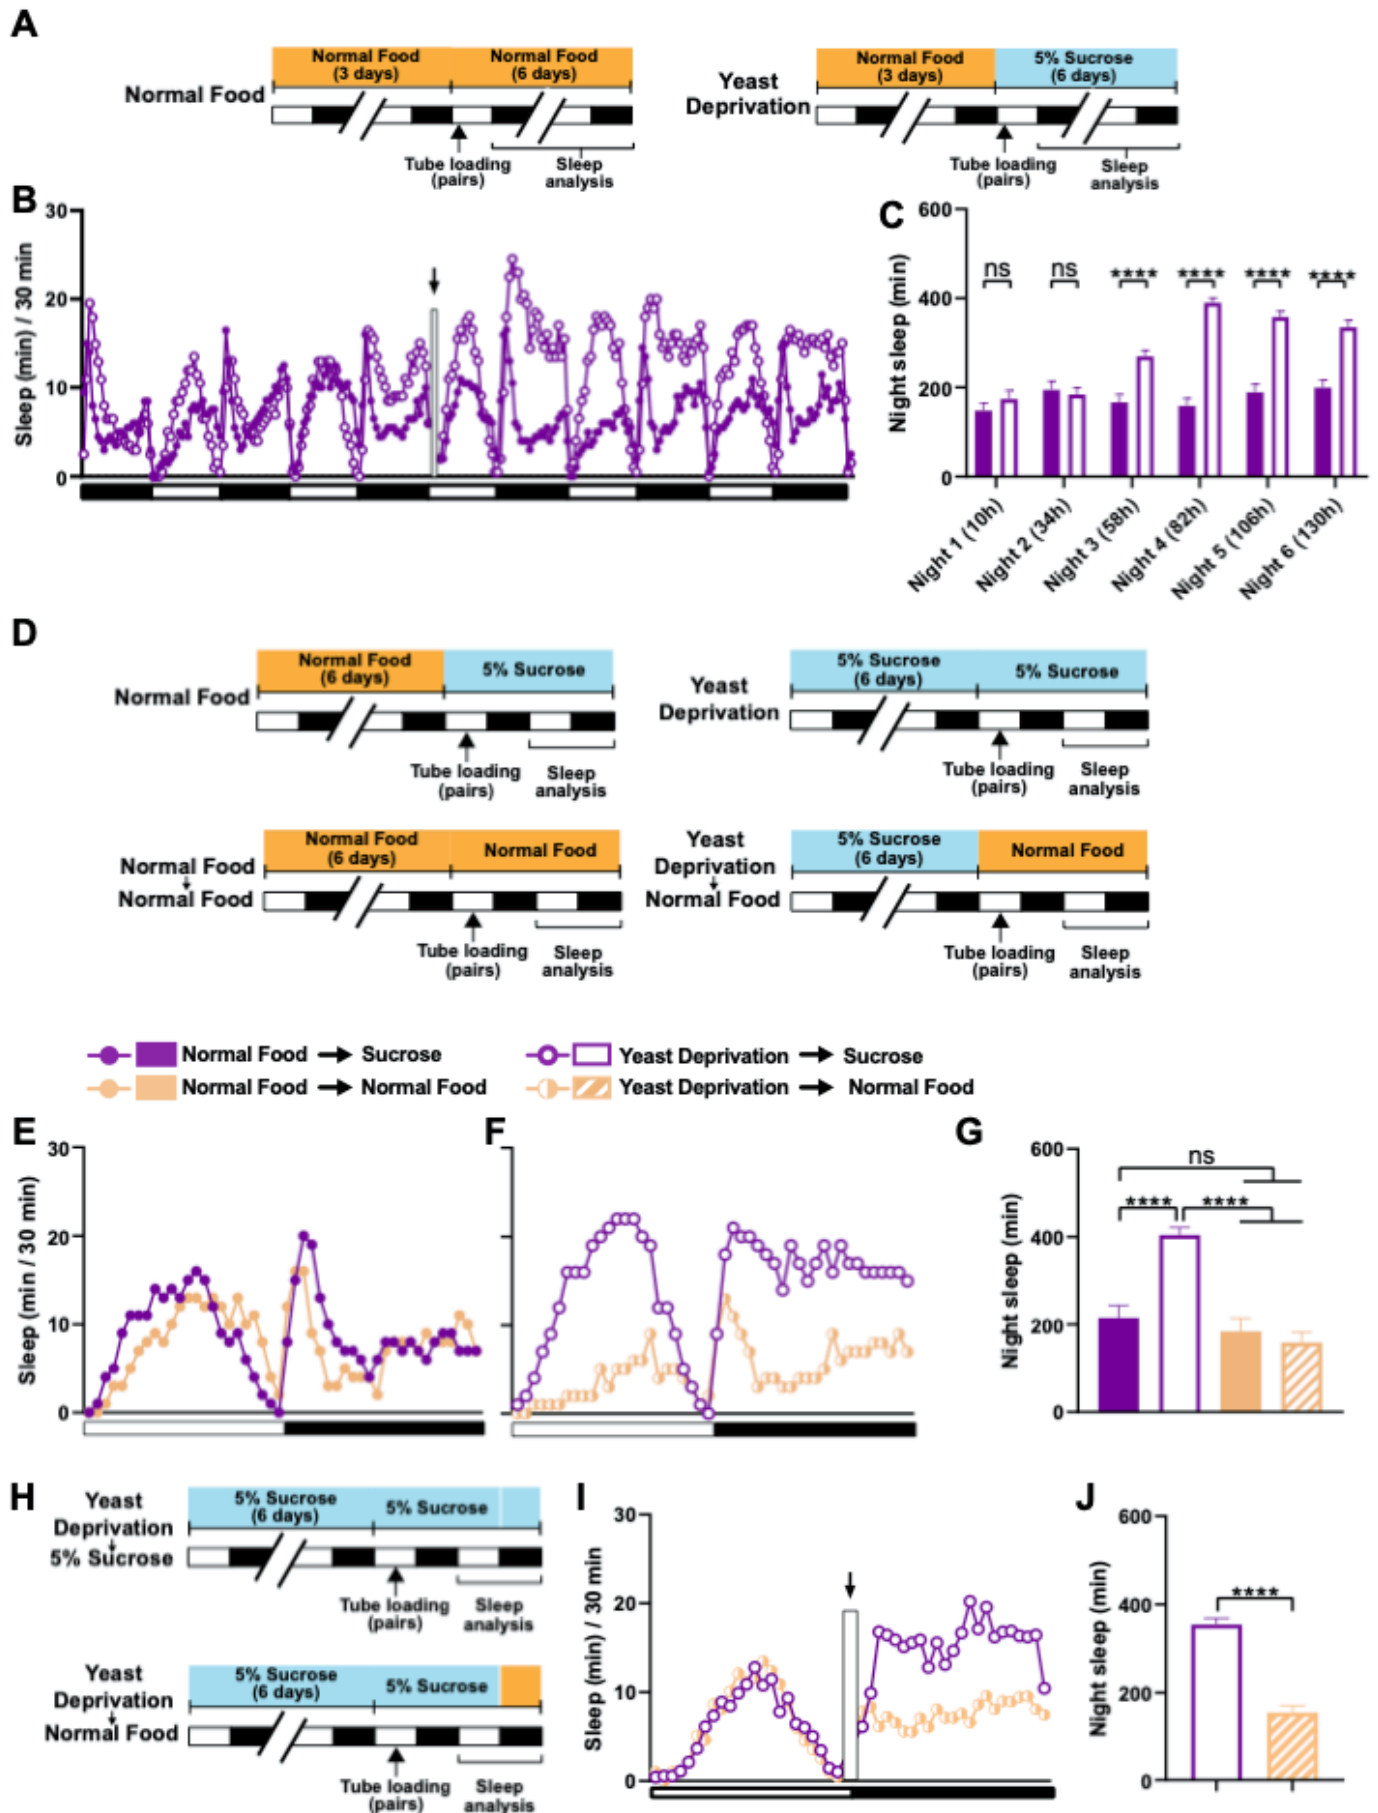 A
Normal Food
Normal Food
(3 days)
Normal Food
(6 days)
Tube loading
(pairs)
Sleep
analysis
Yeast
Deprivation
Normal Food
(3 days)
5% Sucrose
(6 days)
Tube loading
(pairs)
Sleep
analysis
B
Sleep (min) / 30 min
30
20
10
0
C
Night sleep (min)
600
400
200
0
ns
ns
****
****
****
****
Night 1 (10h)
Night 2 (34h)
Night 3 (58h)
Night 4 (82h)
Night 5 (106h)
Night 6 (130h)
D
Normal Food
Normal Food
(6 days)
5% Sucrose
Tube loading
(pairs)
Sleep
analysis
Yeast
Deprivation
5% Sucrose
(6 days)
5% Sucrose
Tube loading
(pairs)
Sleep
analysis
Normal Food
↓
Normal Food
Normal Food
(6 days)
Normal Food
Tube loading
(pairs)
Sleep
analysis
Yeast
Deprivation
↓
Normal Food
5% Sucrose
(6 days)
Normal Food
Tube loading
(pairs)
Sleep
analysis
Normal Food → Sucrose
Yeast Deprivation → Sucrose
Normal Food → Normal Food
Yeast Deprivation → Normal Food
E
Sleep (min / 30 min)
30
20
10
0
F
G
Night sleep (min)
600
400
200
0
ns
****
****
H
Yeast
Deprivation
↓
5% Sucrose
5% Sucrose
(6 days)
5% Sucrose
Tube loading
(pairs)
Sleep
analysis
Yeast
Deprivation
↓
Normal Food
5% Sucrose
(6 days)
5% Sucrose
Tube loading
(pairs)
Sleep
analysis
I
Sleep (min) / 30 min
30
20
10
0
J
Night sleep (min)
600
400
200
0
****